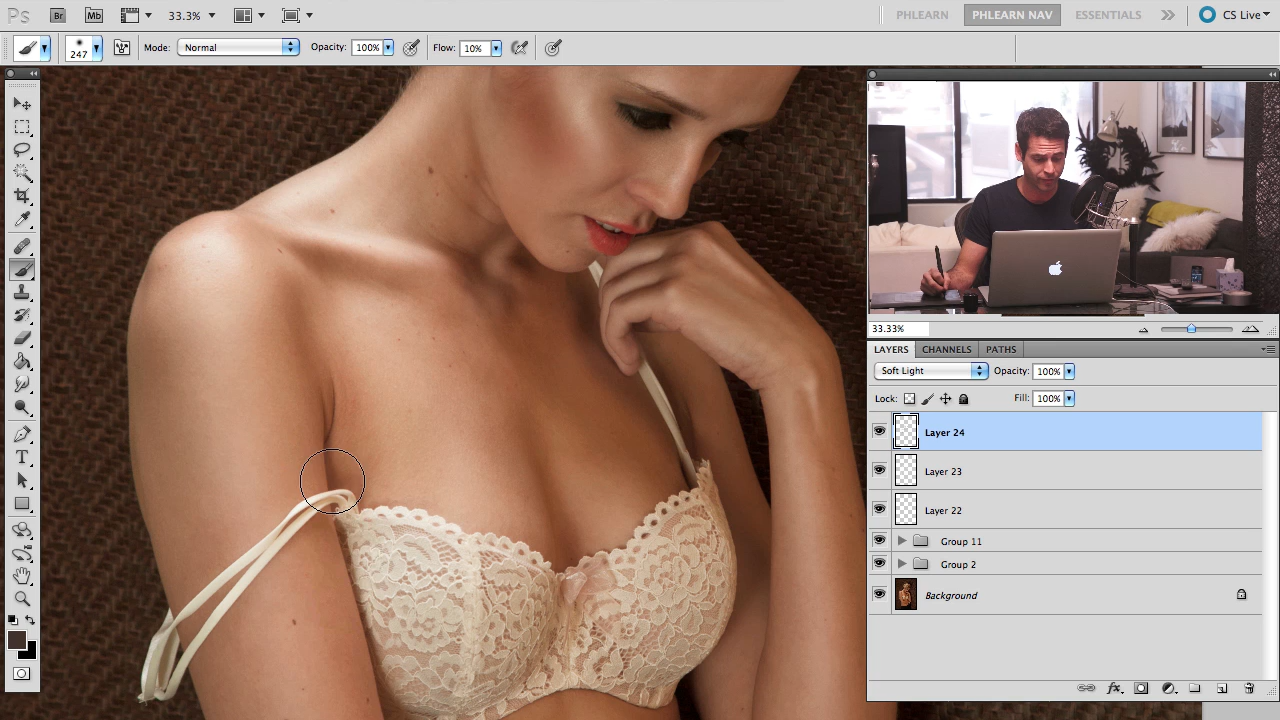 Ps Br Mb 33.3% PHLEARN PHLEARN NAV ESSENTIALS CS Live
247 Mode: Normal Opacity: 100% Flow: 10%
33.33%
LAYERS CHANNELS PATHS
Soft Light Opacity: 100%
Lock: Fill: 100%
Layer 24
Layer 23
Layer 22
Group 11
Group 2
Background